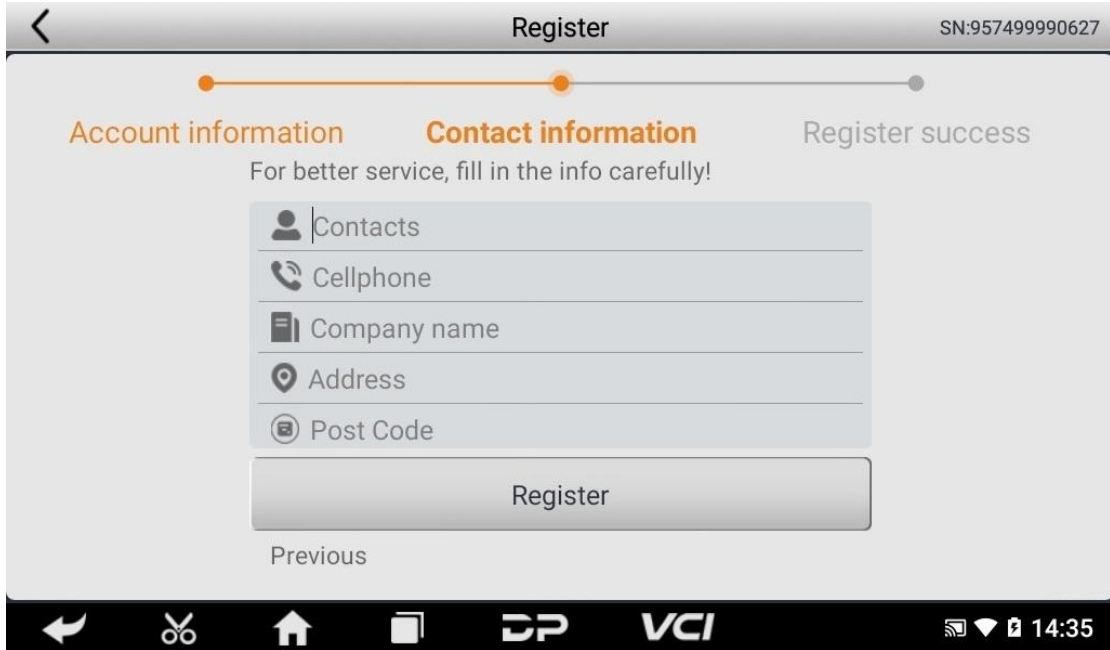 Register
SN:957499990627
Account information
Contact information
Register success
For better service, fill in the info carefully!
Contacts
Cellphone
Company name
Address
Post Code
Register
Previous
DP
VCI
14:35